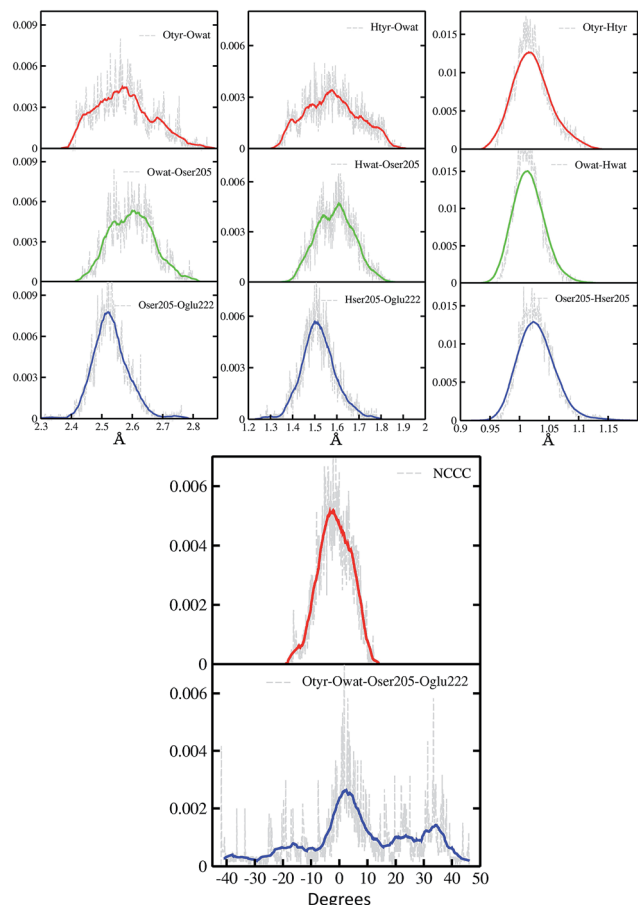 0.009 Otyr-Owat 0.006
0.003
0
Htyr-Owat
0.006
0.003
0
Otyr-Htyr
0.015
0.01
0.005
0
Owat-Oser205
0.009
0.006
0.003
0
Hwat-Oser205
0.006
0.003
0
Owat-Hwat
0.015
0.01
0.005
0
Oser205-Oglu222
0.009
0.006
0.003
0
2.3 2.4 2.5 2.6 2.7 2.8
Å
Hser205-Oglu222
0.006
0.003
0
1.2 1.3 1.4 1.5 1.6 1.7 1.8 1.9 2
Å
Oser205-Hser205
0.015
0.01
0.005
0
0.9 0.95 1 1.05 1.1 1.15
Å
NCCC
0.006
0.004
0.002
0
Otyr-Owat-Oser205-Oglu222
0.006
0.004
0.002
0
-40 -30 -20 -10 0 10 20 30 40 50
Degrees